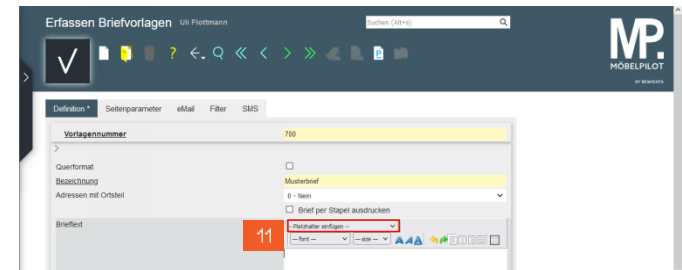 Erfassen Briefvorlagen Uli Flottmann
Suchen (Alt+s)
MP.
MÖBELPILOT
BY BEWIDATA
Definition * Seitenparameter eMail Filter SMS
Vorlagennummer 700
Querformat
Bezeichnung Musterbrief
Adressen mit Ortsteil 0 - Nein
Brief per Stapel ausdrucken
Brieftext -- Platzhalter einfügen --
11
-- font -- -- size --